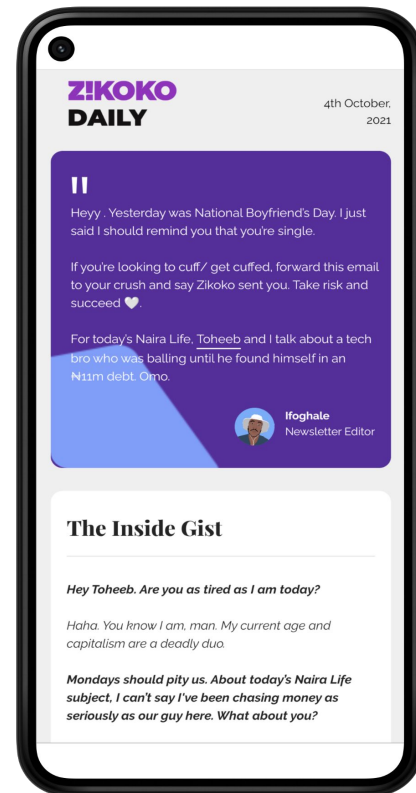 Z!KOKO
DAILY
4th October,
2021
"
Heyy . Yesterday was National Boyfriend's Day. I just
said I should remind you that you're single.
If you're looking to cuff/ get cuffed, forward this email
to your crush and say Zikoko sent you. Take risk and
succeed 🤍.
For today's Naira Life, Toheeb and I talk about a tech
bro who was balling until he found himself in an
₦11m debt. Omo.
Ifoghale
Newsletter Editor
The Inside Gist
Hey Toheeb. Are you as tired as I am today?
Haha. You know I am, man. My current age and
capitalism are a deadly duo.
Mondays should pity us. About today's Naira Life
subject, I can't say I've been chasing money as
seriously as our guy here. What about you?